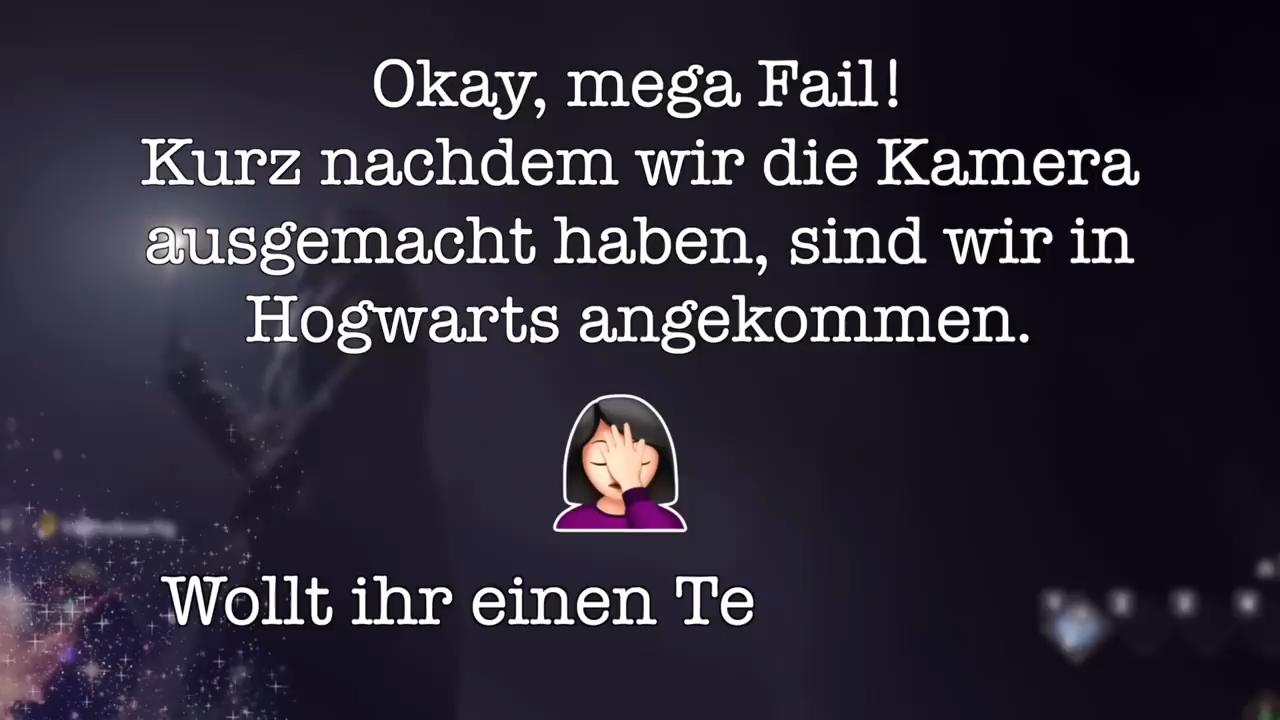 Okay, mega Fail!
Kurz nachdem wir die Kamera
ausgemacht haben, sind wir in
Hogwarts angekommen.
Wollt ihr einen Te